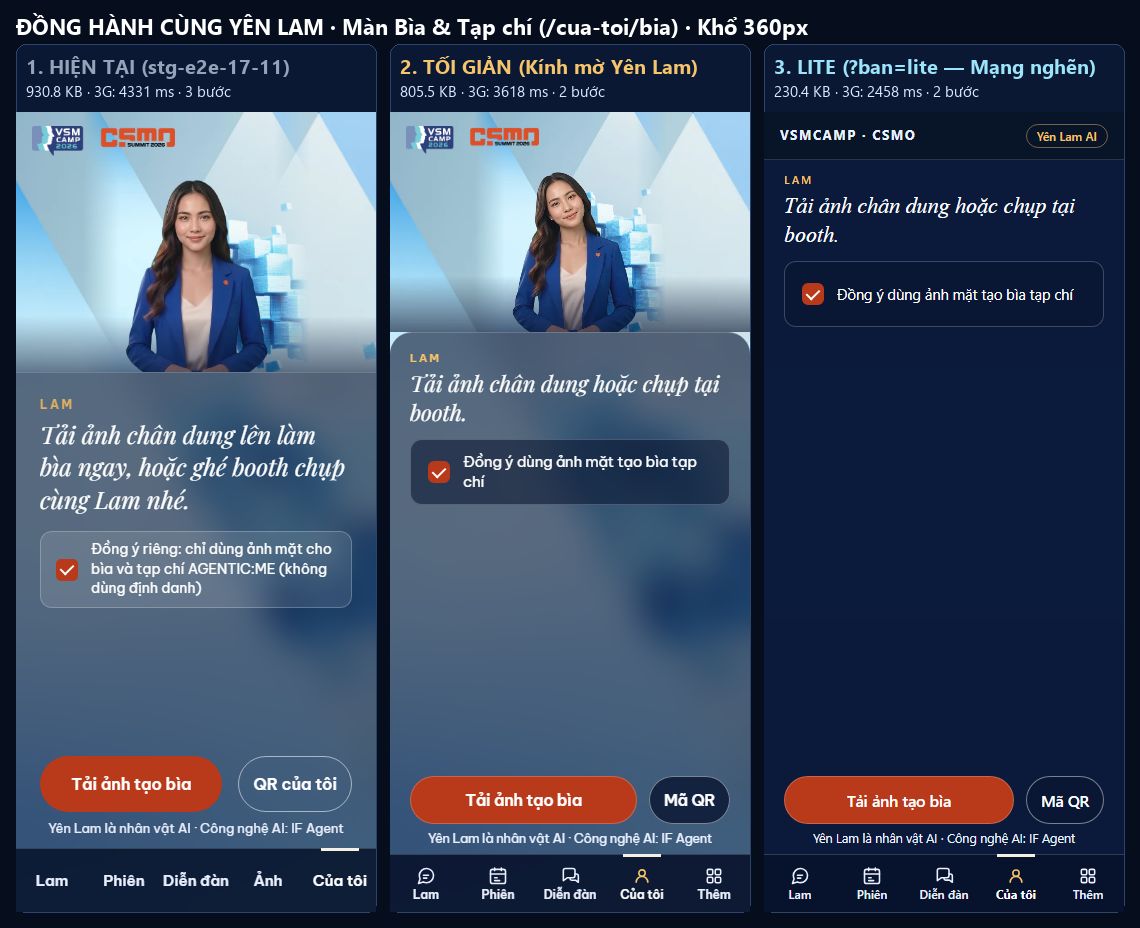 ĐỒNG HÀNH CÙNG YÊN LAM · Màn Bìa & Tạp chí (/cua-toi/bia) · Khổ 360px
1. HIỆN TẠI (stg-e2e-17-11)
930.8 KB · 3G: 4331 ms · 3 bước
VSM
CAMP
2026
CSMO
SUMMIT 2026
LAM
Tải ảnh chân dung lên làm
bìa ngay, hoặc ghé booth chụp
cùng Lam nhé.
Đồng ý riêng: chỉ dùng ảnh mặt cho
bìa và tạp chí AGENTIC:ME (không
dùng định danh)
Tải ảnh tạo bìa
QR của tôi
Yên Lam là nhân vật AI · Công nghệ AI: IF Agent
Lam
Phiên
Diễn đàn
Ảnh
Của tôi
2. TỐI GIẢN (Kính mờ Yên Lam)
805.5 KB · 3G: 3618 ms · 2 bước
VSM
CAMP
2026
CSMO
SUMMIT 2026
LAM
Tải ảnh chân dung hoặc chụp tại
booth.
Đồng ý dùng ảnh mặt tạo bìa tạp
chí
Tải ảnh tạo bìa
Mã QR
Yên Lam là nhân vật AI · Công nghệ AI: IF Agent
Lam
Phiên
Diễn đàn
Của tôi
Thêm
3. LITE (?ban=lite — Mạng nghẽn)
230.4 KB · 3G: 2458 ms · 2 bước
VSMCAMP · CSMO
Yên Lam AI
LAM
Tải ảnh chân dung hoặc chụp tại
booth.
Đồng ý dùng ảnh mặt tạo bìa tạp chí
Tải ảnh tạo bìa
Mã QR
Yên Lam là nhân vật AI · Công nghệ AI: IF Agent
Lam
Phiên
Diễn đàn
Của tôi
Thêm